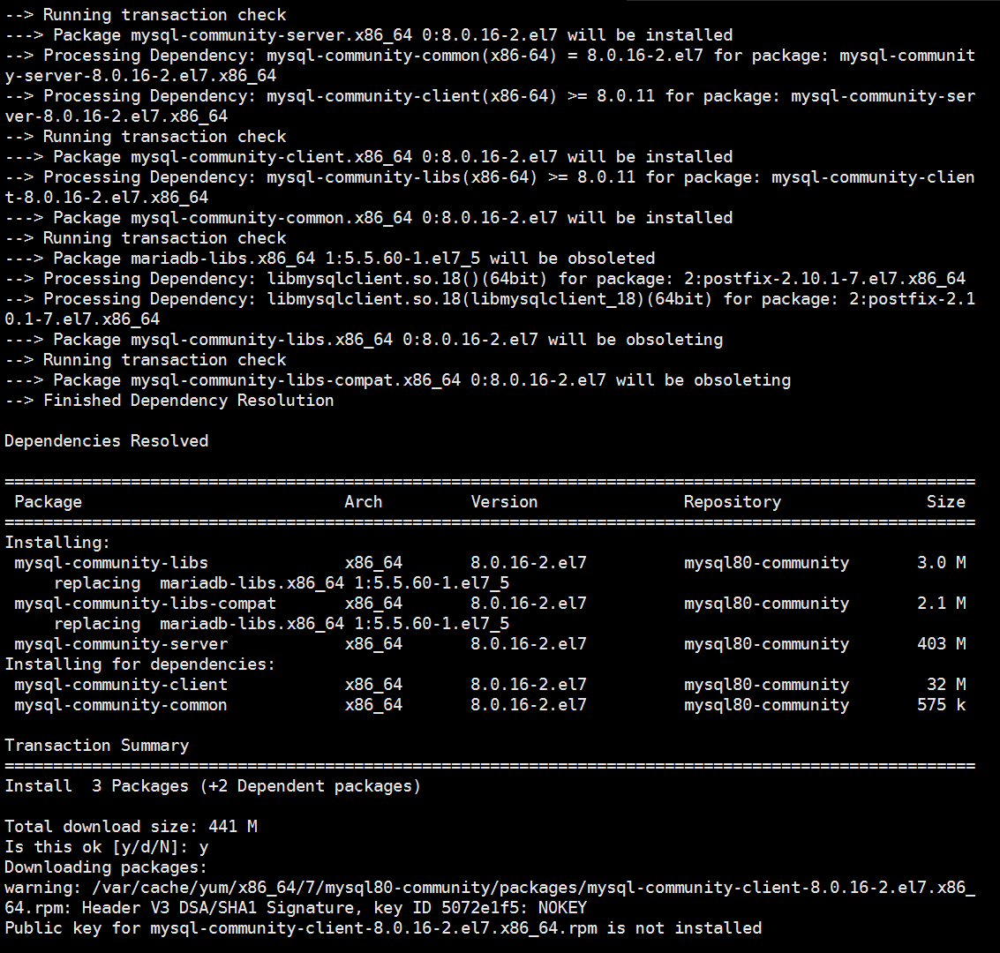 --> Running transaction check
---> Package mysql-community-server.x86_64 0:8.0.16-2.el7 will be installed
--> Processing Dependency: mysql-community-common(x86-64) = 8.0.16-2.el7 for package: mysql-communit
y-server-8.0.16-2.el7.x86_64
--> Processing Dependency: mysql-community-client(x86-64) >= 8.0.11 for package: mysql-community-ser
ver-8.0.16-2.el7.x86_64
--> Running transaction check
---> Package mysql-community-client.x86_64 0:8.0.16-2.el7 will be installed
--> Processing Dependency: mysql-community-libs(x86-64) >= 8.0.11 for package: mysql-community-clien
t-8.0.16-2.el7.x86_64
---> Package mysql-community-common.x86_64 0:8.0.16-2.el7 will be installed
--> Running transaction check
---> Package mariadb-libs.x86_64 1:5.5.60-1.el7_5 will be obsoleted
--> Processing Dependency: libmysqlclient.so.18()(64bit) for package: 2:postfix-2.10.1-7.el7.x86_64
--> Processing Dependency: libmysqlclient.so.18(libmysqlclient_18)(64bit) for package: 2:postfix-2.1
0.1-7.el7.x86_64
---> Package mysql-community-libs.x86_64 0:8.0.16-2.el7 will be obsoleting
--> Running transaction check
---> Package mysql-community-libs-compat.x86_64 0:8.0.16-2.el7 will be obsoleting
--> Finished Dependency Resolution

Dependencies Resolved

====================================================================================================
 Package                           Arch         Version               Repository               Size
====================================================================================================
Installing:
 mysql-community-libs              x86_64       8.0.16-2.el7          mysql80-community       3.0 M
     replacing  mariadb-libs.x86_64 1:5.5.60-1.el7_5
 mysql-community-libs-compat       x86_64       8.0.16-2.el7          mysql80-community       2.1 M
     replacing  mariadb-libs.x86_64 1:5.5.60-1.el7_5
 mysql-community-server            x86_64       8.0.16-2.el7          mysql80-community       403 M
Installing for dependencies:
 mysql-community-client            x86_64       8.0.16-2.el7          mysql80-community        32 M
 mysql-community-common            x86_64       8.0.16-2.el7          mysql80-community       575 k

Transaction Summary
====================================================================================================
Install  3 Packages (+2 Dependent packages)

Total download size: 441 M
Is this ok [y/d/N]: y
Downloading packages:
warning: /var/cache/yum/x86_64/7/mysql80-community/packages/mysql-community-client-8.0.16-2.el7.x86_
64.rpm: Header V3 DSA/SHA1 Signature, key ID 5072e1f5: NOKEY
Public key for mysql-community-client-8.0.16-2.el7.x86_64.rpm is not installed